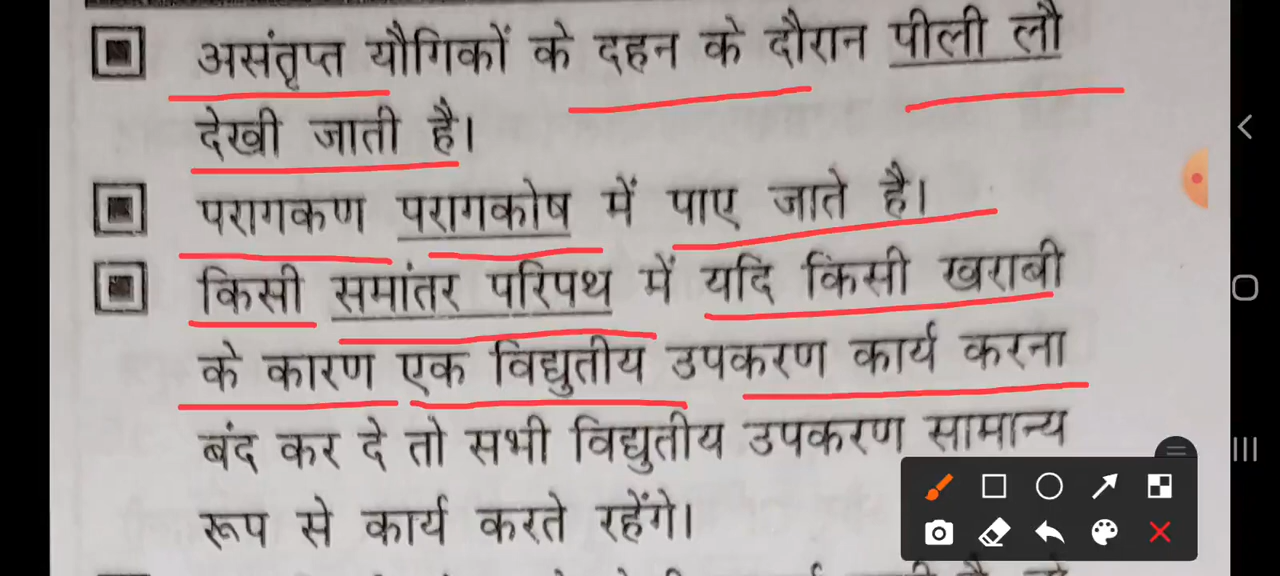 असंतृप्त यौगिकों के दहन के दौरान पीली लौ
देखी जाती है।
परागकण परागकोष में पाए जाते है।
किसी समांतर परिपथ में यदि किसी खराबी
के कारण एक विद्युतीय उपकरण कार्य करना
बंद कर दे तो सभी विद्युतीय उपकरण सामान्य
रूप से कार्य करते रहेंगे।